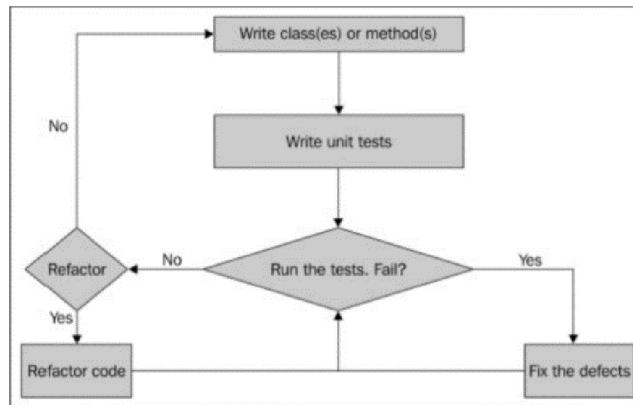 Write class(es) or method(s)
No
Write unit tests
Refactor
No
Run the tests. Fail?
Yes
Yes
Refactor code
Fix the defects